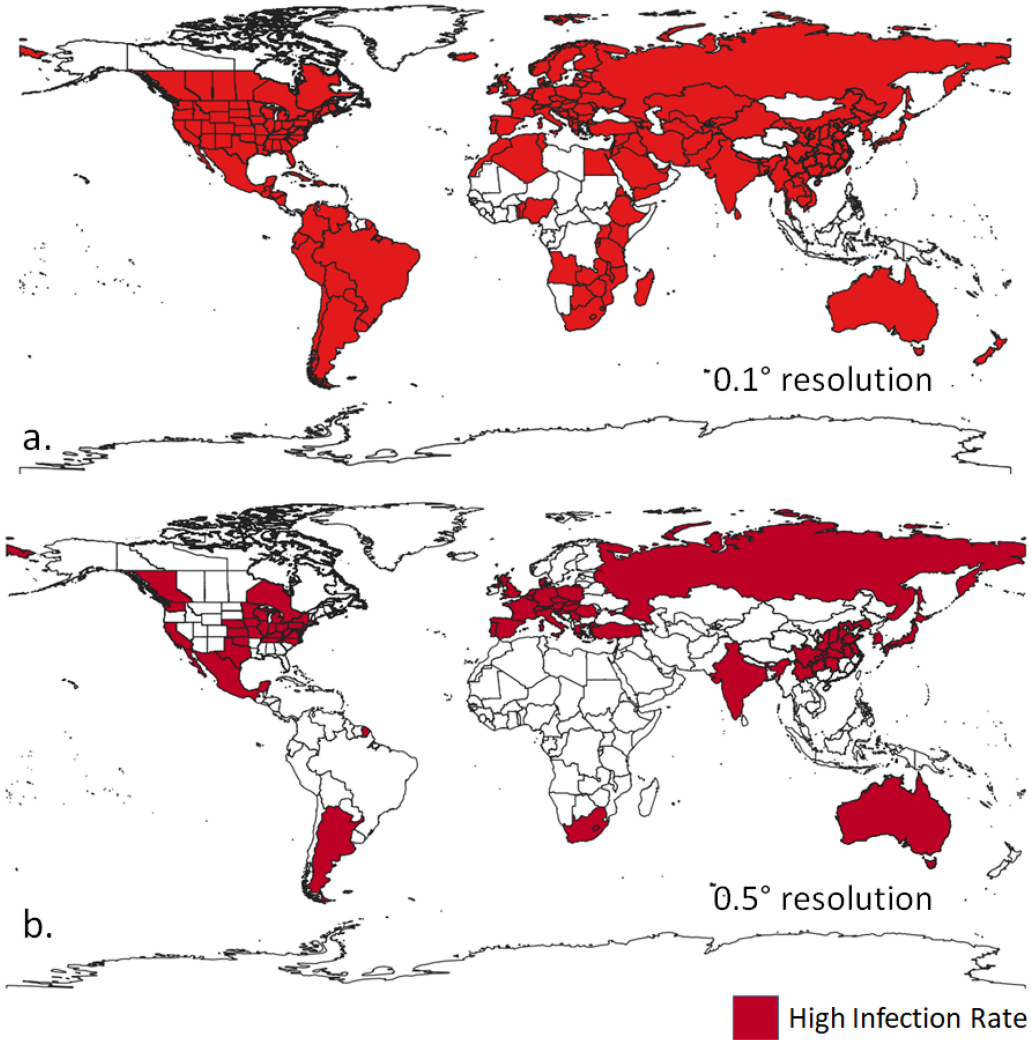 0.1° resolution
a.
0.5° resolution
b.
High Infection Rate